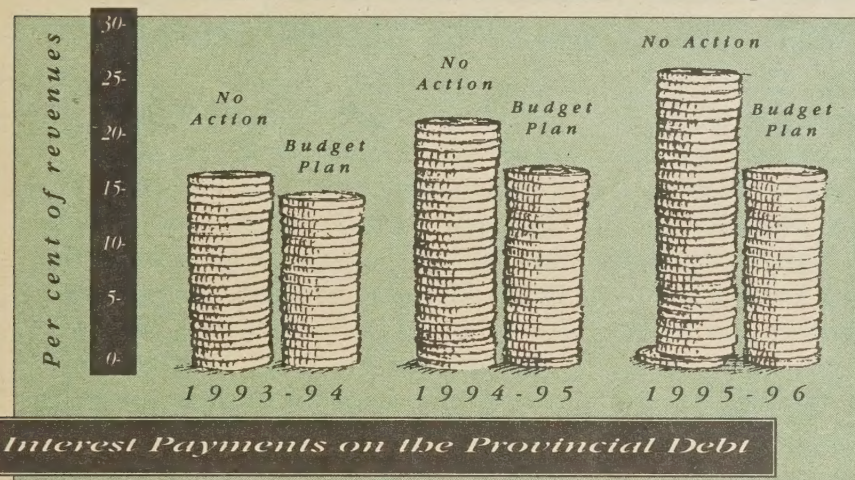 Per cent of revenues
30-
25-
20-
15-
10-
5-
0-
No
Action
Budget
Plan
No
Action
Budget
Plan
No Action
Budget
Plan
1993-94
1994-95
1995-96
Interest Payments on the Provincial Debt